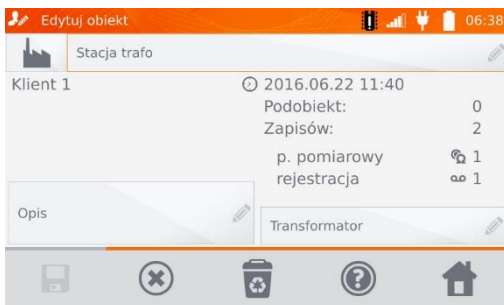 Edytuj obiekt
06:38
Stacja trafo
Klient 1
2016.06.22 11:40
Podobiekt: 0
Zapisów: 2
p. pomiarowy 1
rejestracja 1
Opis
Transformator